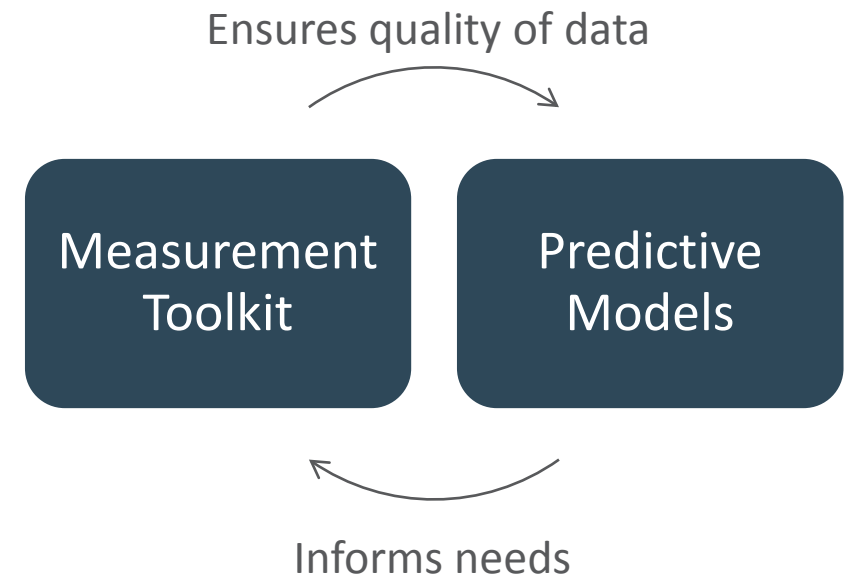 Ensures quality of data
Measurement
Toolkit
Predictive
Models
Informs needs